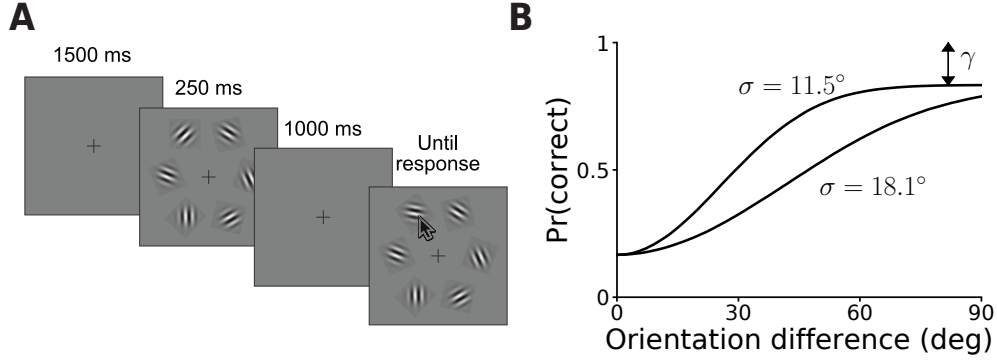 A
1500 ms
250 ms
1000 ms
Until
response
B
Pr(correct)
1
0.5
0
σ = 11.5°
γ
σ = 18.1°
0 30 60 90
Orientation difference (deg)